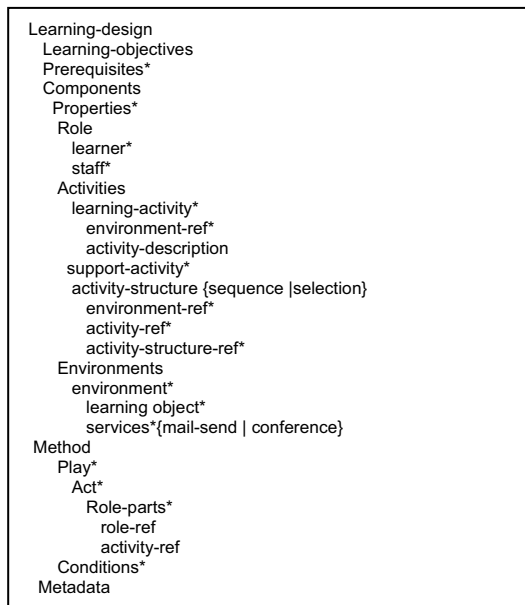 Learning-design
Learning-objectives
Prerequisites*
Components
Properties*
Role
learner*
staff*
Activities
learning-activity*
environment-ref*
activity-description
support-activity*
activity-structure {sequence |selection}
environment-ref*
activity-ref*
activity-structure-ref*
Environments
environment*
learning object*
services*{mail-send | conference}
Method
Play*
Act*
Role-parts*
role-ref
activity-ref
Conditions*
Metadata